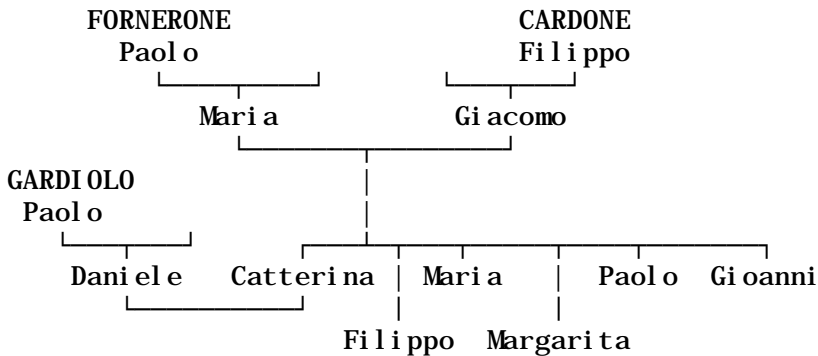 FORNERONE CARDONE
Paolo Filippo
Maria Giacomo
GARDIOLO
Paolo
Daniele Catterina Maria Paolo Gioanni
Filippo Margarita